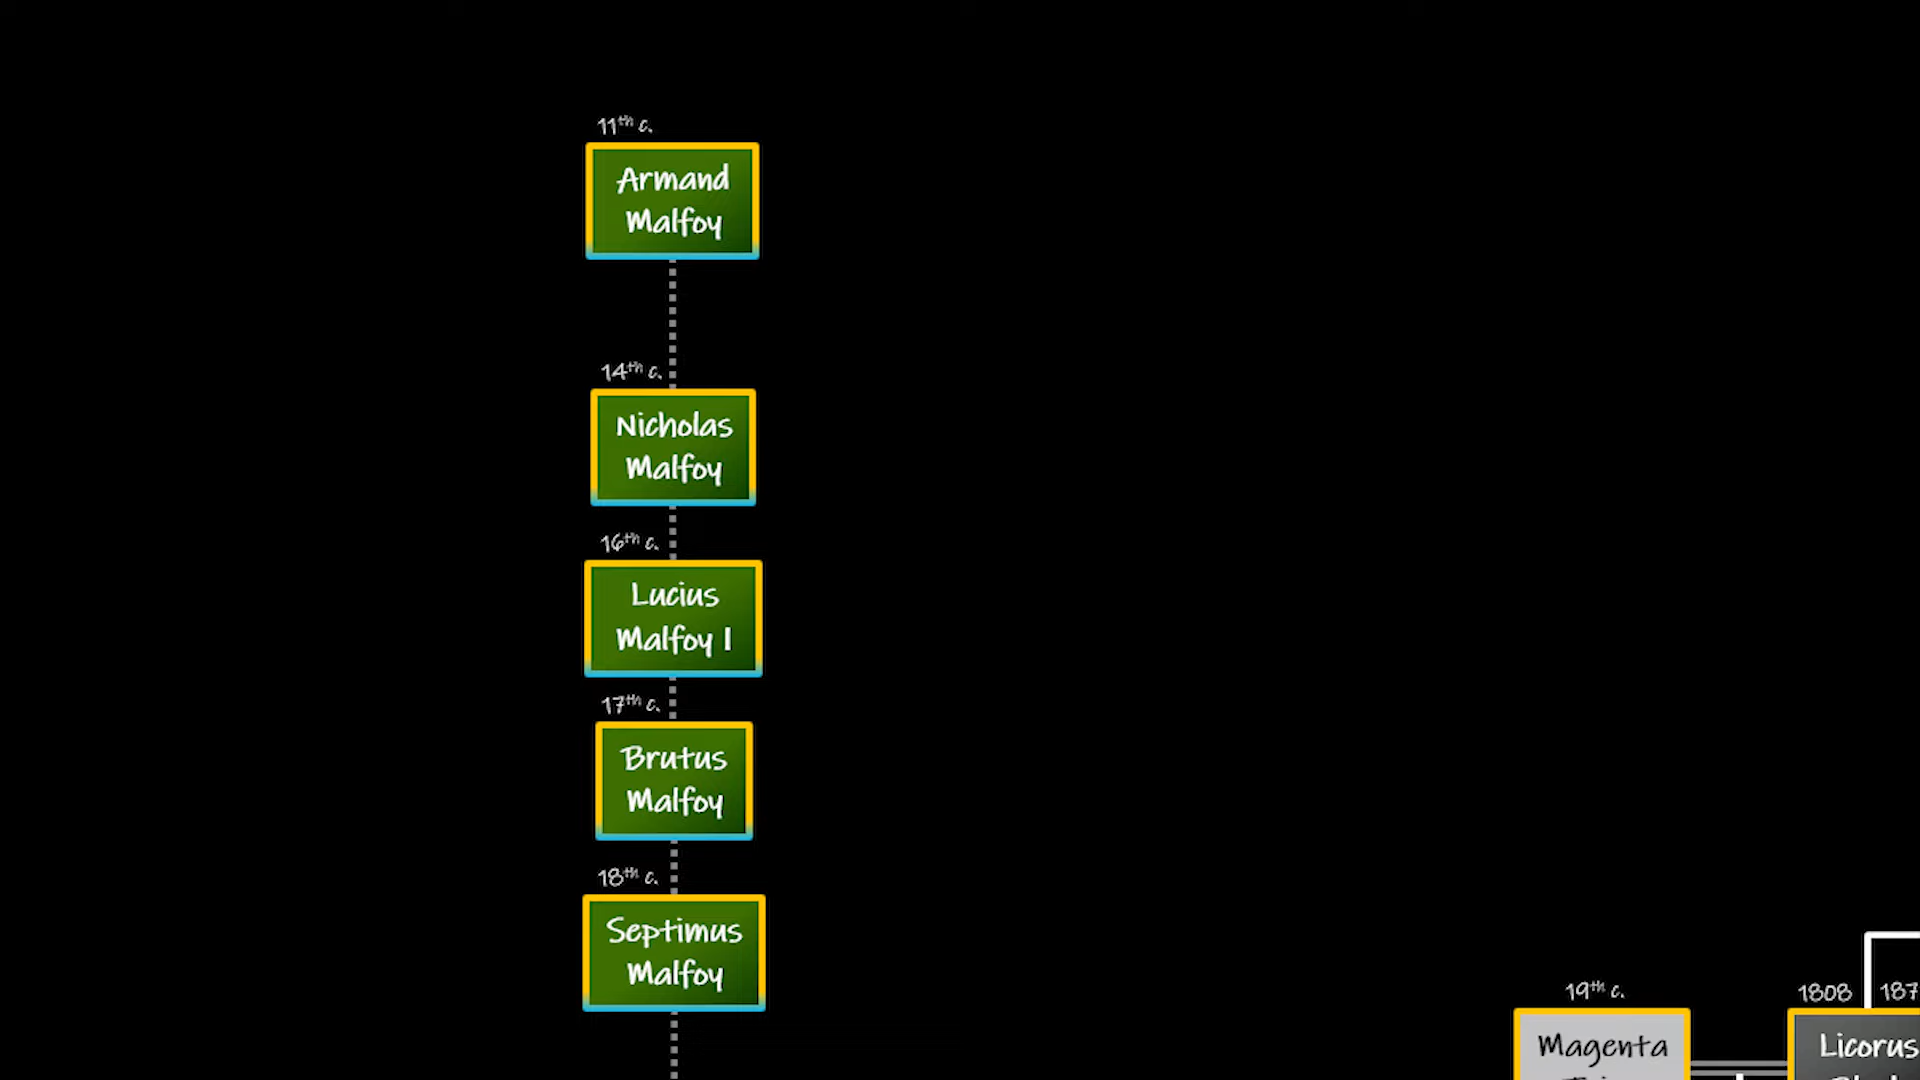 11th c.
Armand
Malfoy
14th c.
Nicholas
Malfoy
16th c.
Lucius
Malfoy I
17th c.
Brutus
Malfoy
18th c.
Septimus
Malfoy
19th c.
1808 187
Magenta
Licorus